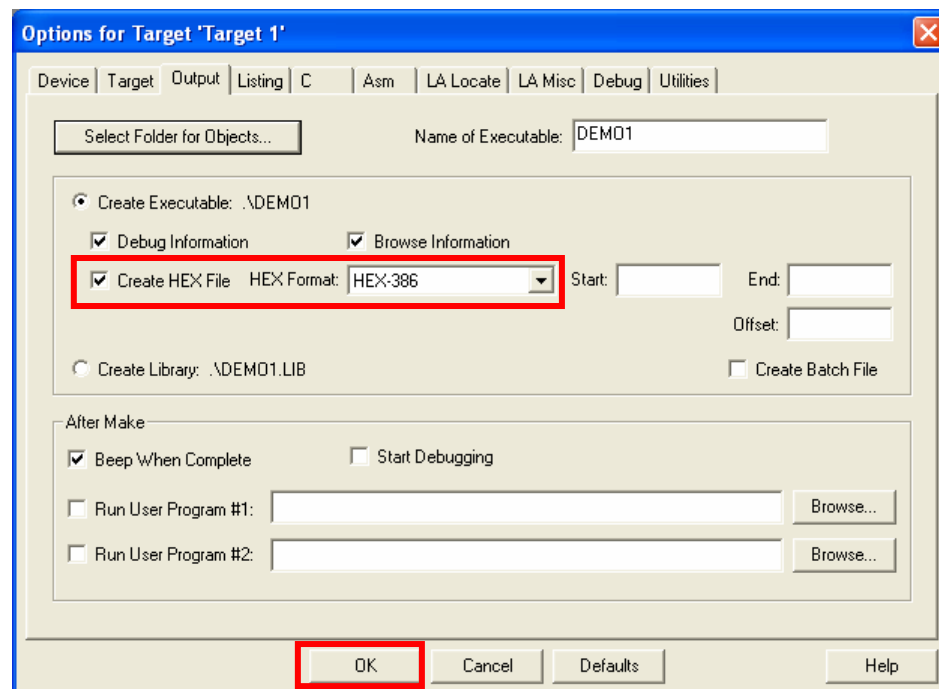 Options for Target 'Target 1'
Device Target Output Listing C Asm LA Locate LA Misc Debug Utilities
Select Folder for Objects... Name of Executable: DEMO1
Create Executable: .\DEMO1
Debug Information Browse Information
Create HEX File HEX Format: HEX-386 Start: End:
Offset:
Create Library: .\DEMO1.LIB Create Batch File
After Make
Beep When Complete Start Debugging
Run User Program #1: Browse...
Run User Program #2: Browse...
OK Cancel Defaults Help